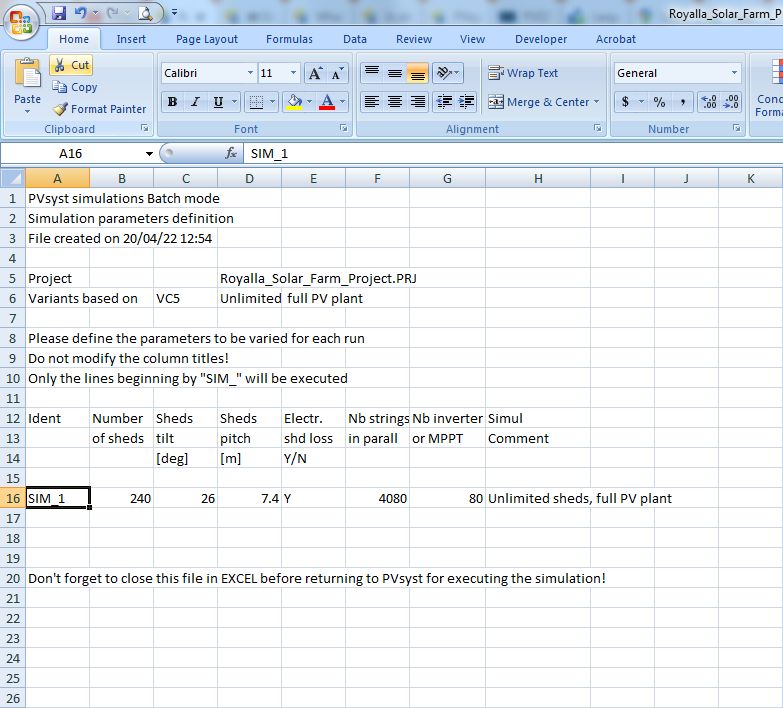 Royalla_Solar_Farm_P
Home Insert Page Layout Formulas Data Review View Developer Acrobat
Paste
Cut
Copy
Format Painter
Clipboard
Calibri 11
B I U
Font
Wrap Text
Merge & Center
Alignment
General
$ % ,
Number
Conc
Form
A16 fx SIM_1
A B C D E F G H I J K
1 PVsyst simulations Batch mode
2 Simulation parameters definition
3 File created on 20/04/22 12:54
4
5 Project Royalla_Solar_Farm_Project.PRJ
6 Variants based on VC5 Unlimited full PV plant
7
8 Please define the parameters to be varied for each run
9 Do not modify the column titles!
10 Only the lines beginning by "SIM_" will be executed
11
12 Ident Number Sheds Sheds Electr. Nb strings Nb inverter Simul
13 of sheds tilt pitch shd loss in parall or MPPT Comment
14 [deg] [m] Y/N
15
16 SIM_1 240 26 7.4 Y 4080 80 Unlimited sheds, full PV plant
17
18
19
20 Don't forget to close this file in EXCEL before returning to PVsyst for executing the simulation!
21
22
23
24
25
26